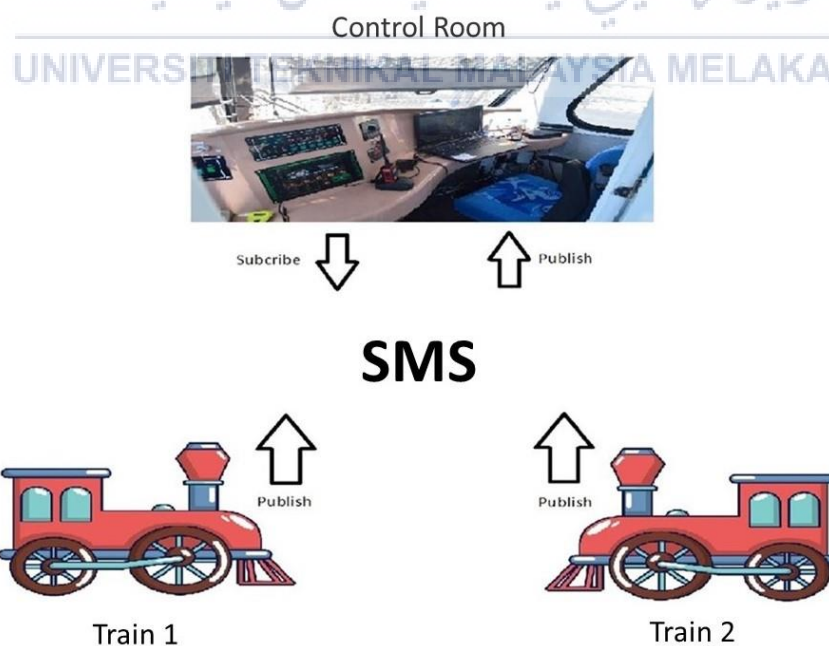 Control Room
UNIVERSITI TEKNIKAL MALAYSIA MELAKA
Subcribe
Publish
SMS
Publish
Publish
Train 1
Train 2